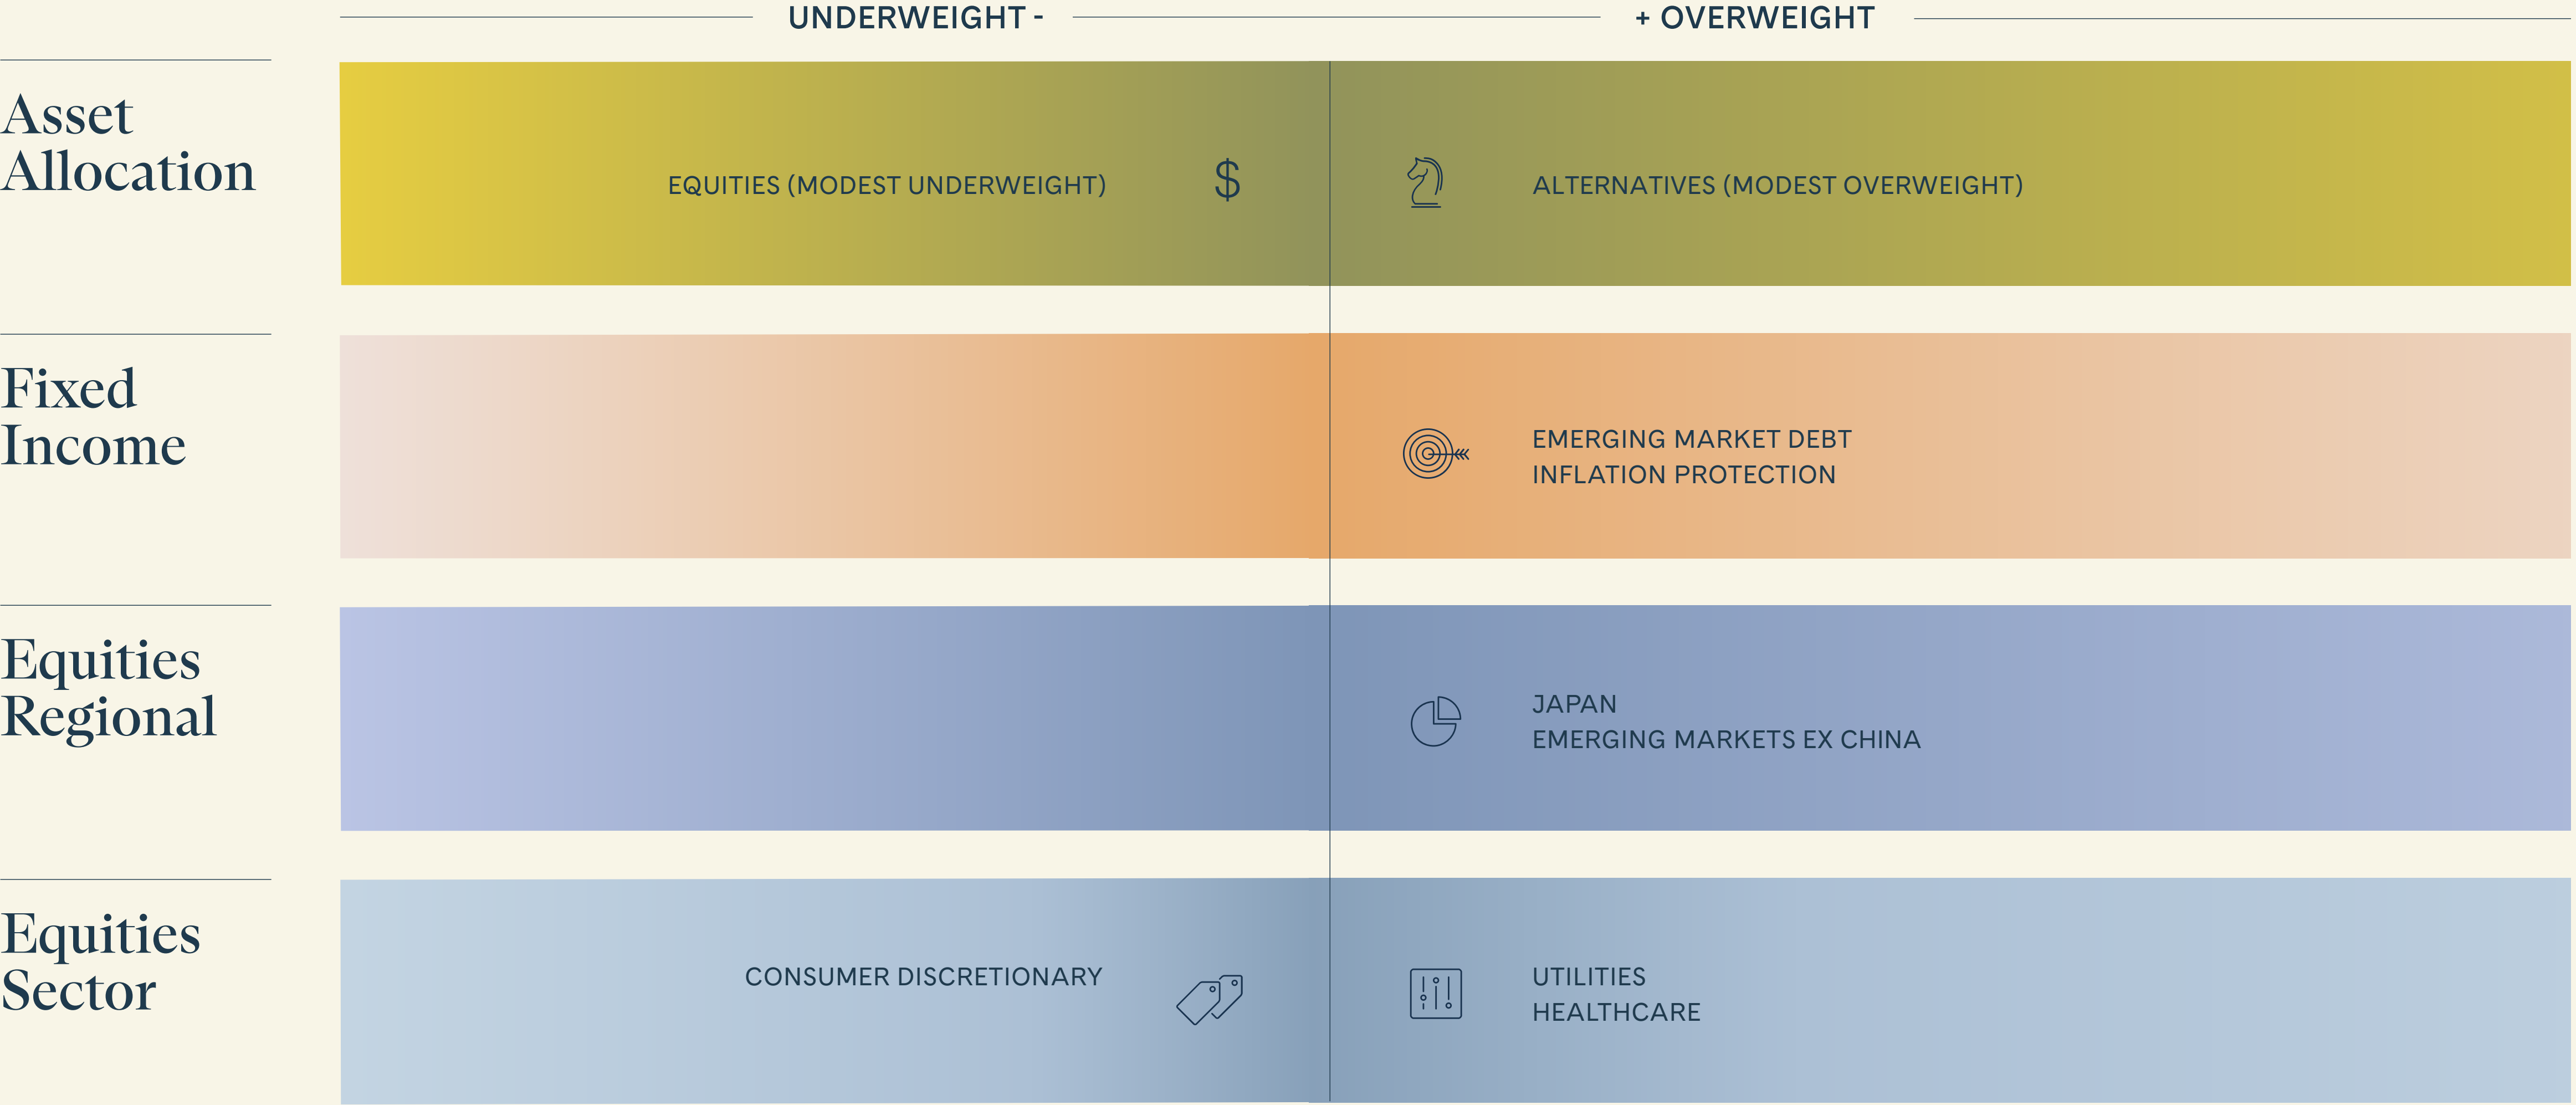 UNDERWEIGHT -
+ OVERWEIGHT
Asset
Allocation
EQUITIES (MODEST UNDERWEIGHT)
$
ALTERNATIVES (MODEST OVERWEIGHT)
Fixed
Income
EMERGING MARKET DEBT
INFLATION PROTECTION
Equities
Regional
JAPAN
EMERGING MARKETS EX CHINA
Equities
Sector
CONSUMER DISCRETIONARY
UTILITIES
HEALTHCARE